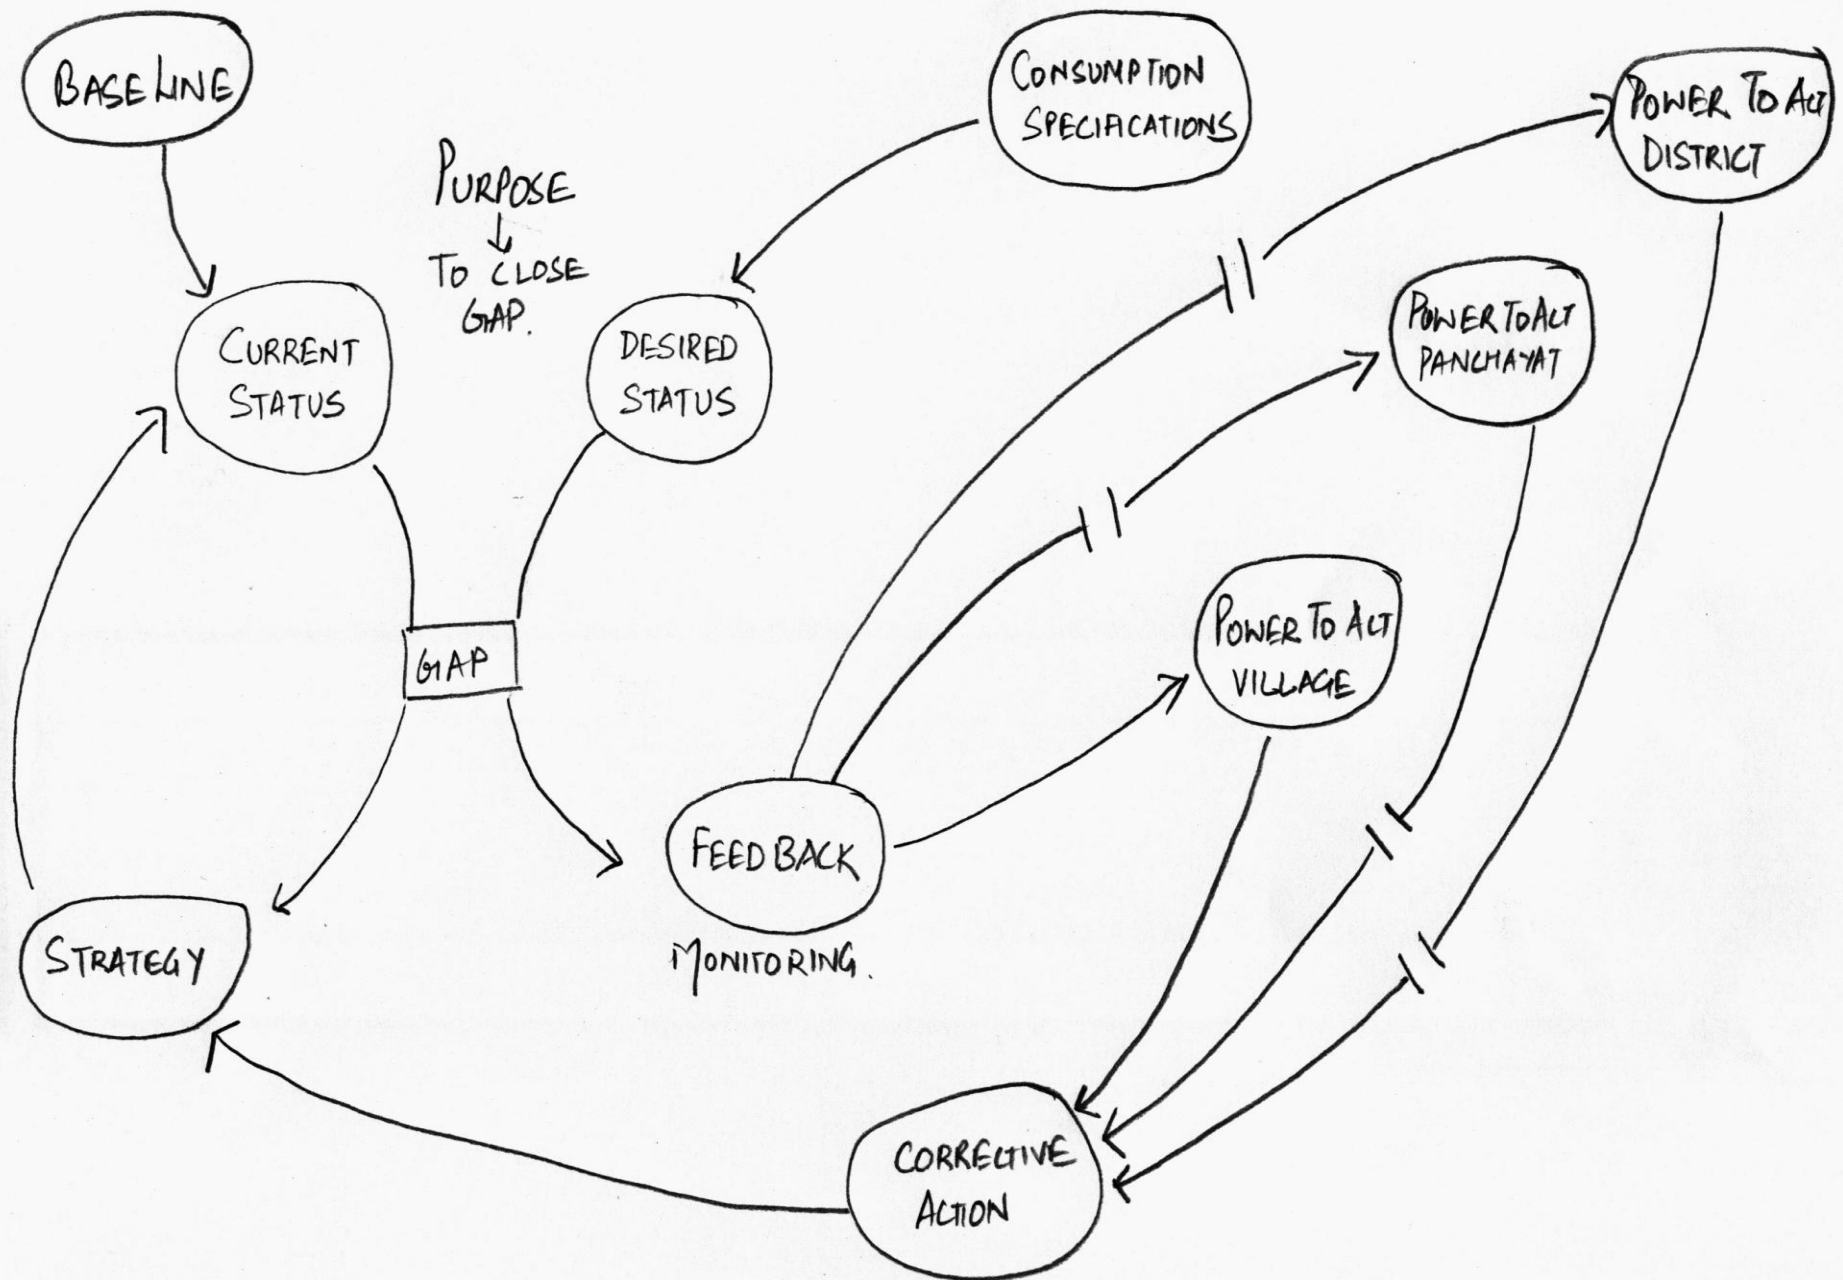 BASELINE
CONSUMPTION
SPECIFICATIONS
POWER TO ACT
DISTRICT
PURPOSE
↓
TO CLOSE
GAP.
CURRENT
STATUS
DESIRED
STATUS
POWER TO ACT
PANCHAYAT
GAP
POWER TO ACT
VILLAGE
FEEDBACK
MONITORING.
STRATEGY
CORRECTIVE
ACTION